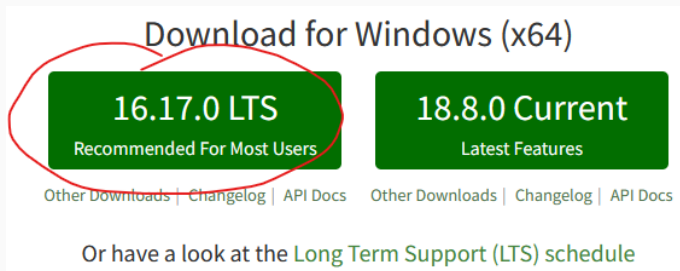 Download for Windows (x64)
16.17.0 LTS
Recommended For Most Users
18.8.0 Current
Latest Features
Other Downloads | Changelog | API Docs
Other Downloads | Changelog | API Docs
Or have a look at the Long Term Support (LTS) schedule